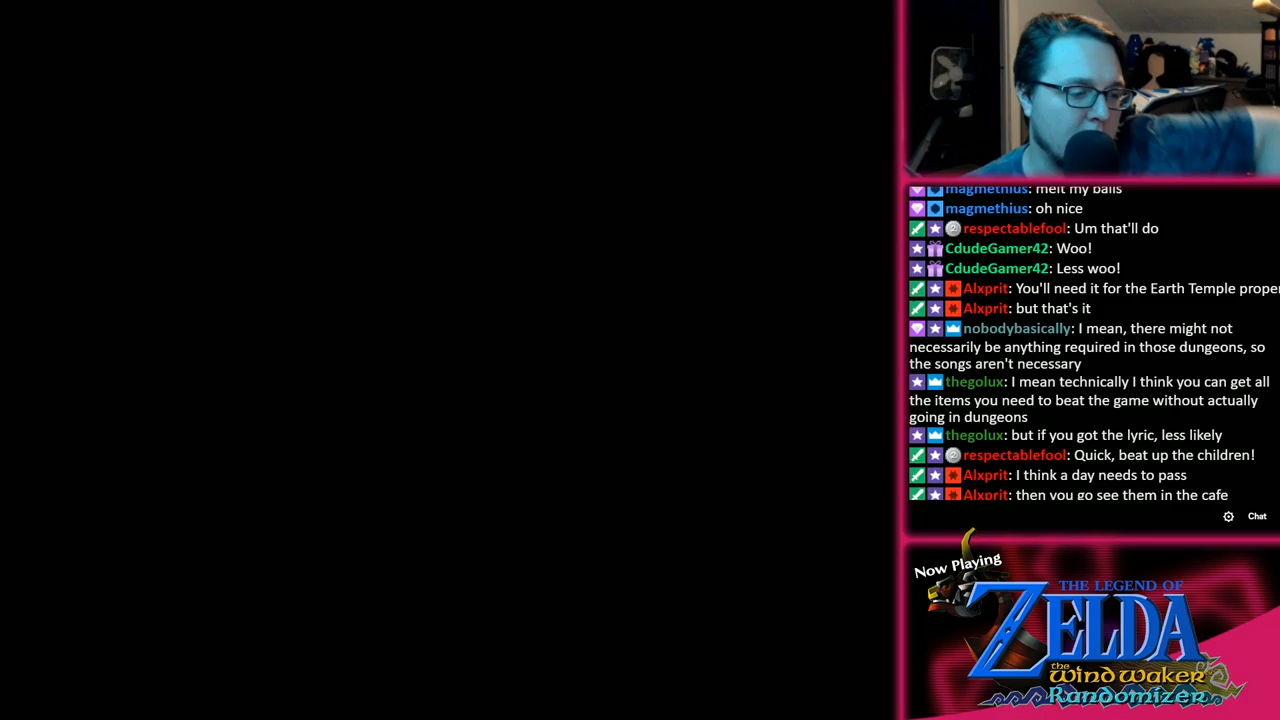 magmethius: melt my balls
magmethius: oh nice
respectablefool: Um that'll do
CdudeGamer42: Woo!
CdudeGamer42: Less woo!
Alxprit: You'll need it for the Earth Temple proper
Alxprit: but that's it
nobodybasically: I mean, there might not
necessarily be anything required in those dungeons, so
the songs aren't necessary
thegolux: I mean technically I think you can get all
the items you need to beat the game without actually
going in dungeons
thegolux: but if you got the lyric, less likely
respectablefool: Quick, beat up the children!
Alxprit: I think a day needs to pass
Alxprit: then you go see them in the cafe
Chat
Now Playing
THE LEGEND OF
ZELDA
the
Wind Waker
Randomizer